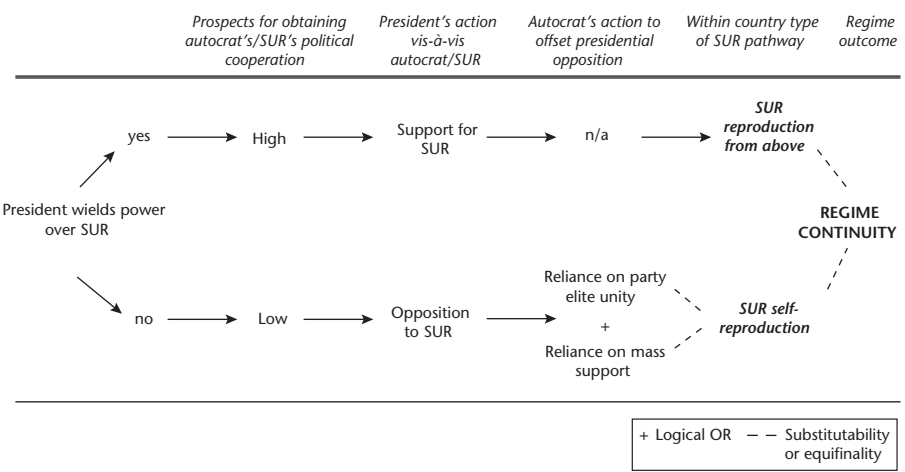 Prospects for obtaining
autocrat's/SUR's political
cooperation
President's action
vis-à-vis
autocrat/SUR
Autocrat's action to
offset presidential
opposition
Within country type
of SUR pathway
Regime
outcome
yes
High
Support for
SUR
n/a
SUR
reproduction
from above
President wields power
over SUR
REGIME
CONTINUITY
no
Low
Opposition
to SUR
Reliance on party
elite unity
+
Reliance on mass
support
SUR self-
reproduction
+ Logical OR – – Substitutability
or equifinality